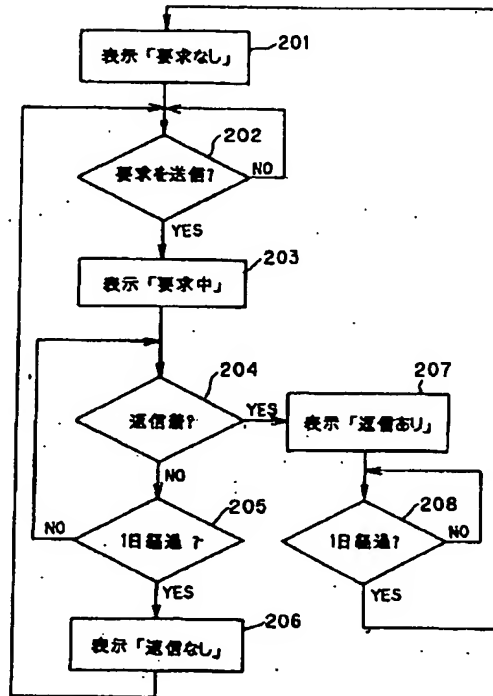 201
表示「要求なし」
202
要求を送信?
NO
YES
203
表示「要求中」
204
返信着?
YES
NO
207
表示「返信あり」
205
1日経過?
NO
YES
208
1日経過?
NO
YES
206
表示「返信なし」